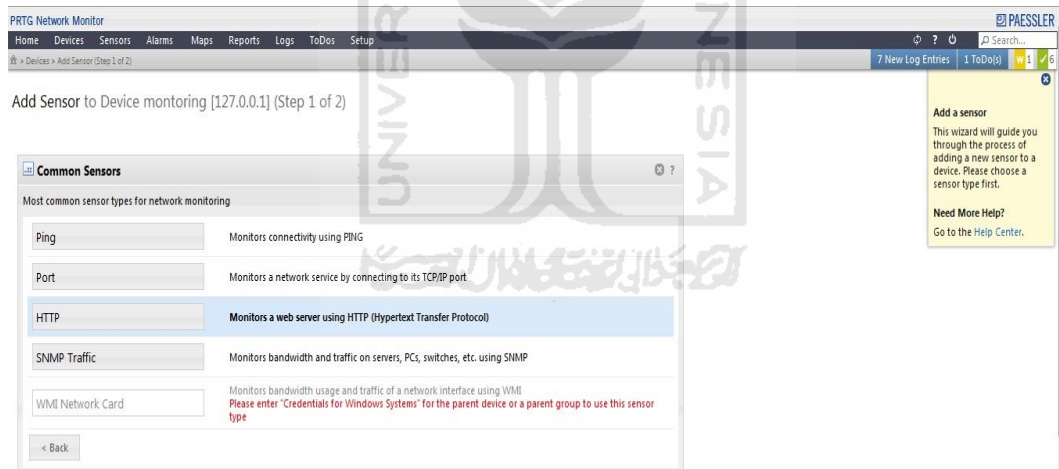 PRTG Network Monitor
PAESSLER
Home Devices Sensors Alarms Maps Reports Logs ToDos Setup
? Search...
> Devices > Add Sensor (Step 1 of 2)
7 New Log Entries 1 ToDo(s) W 1 6
Add Sensor to Device montoring [127.0.0.1] (Step 1 of 2)
Add a sensor
This wizard will guide you
through the process of
adding a new sensor to a
device. Please choose a
sensor type first.
Need More Help?
Go to the Help Center.
Common Sensors ?
Most common sensor types for network monitoring
Ping Monitors connectivity using PING
Port Monitors a network service by connecting to its TCP/IP port
HTTP Monitors a web server using HTTP (Hypertext Transfer Protocol)
SNMP Traffic Monitors bandwidth and traffic on servers, PCs, switches, etc. using SNMP
WMI Network Card Monitors bandwidth usage and traffic of a network interface using WMI
Please enter "Credentials for Windows Systems" for the parent device or a parent group to use this sensor
type
< Back
UNIVER
NESIA